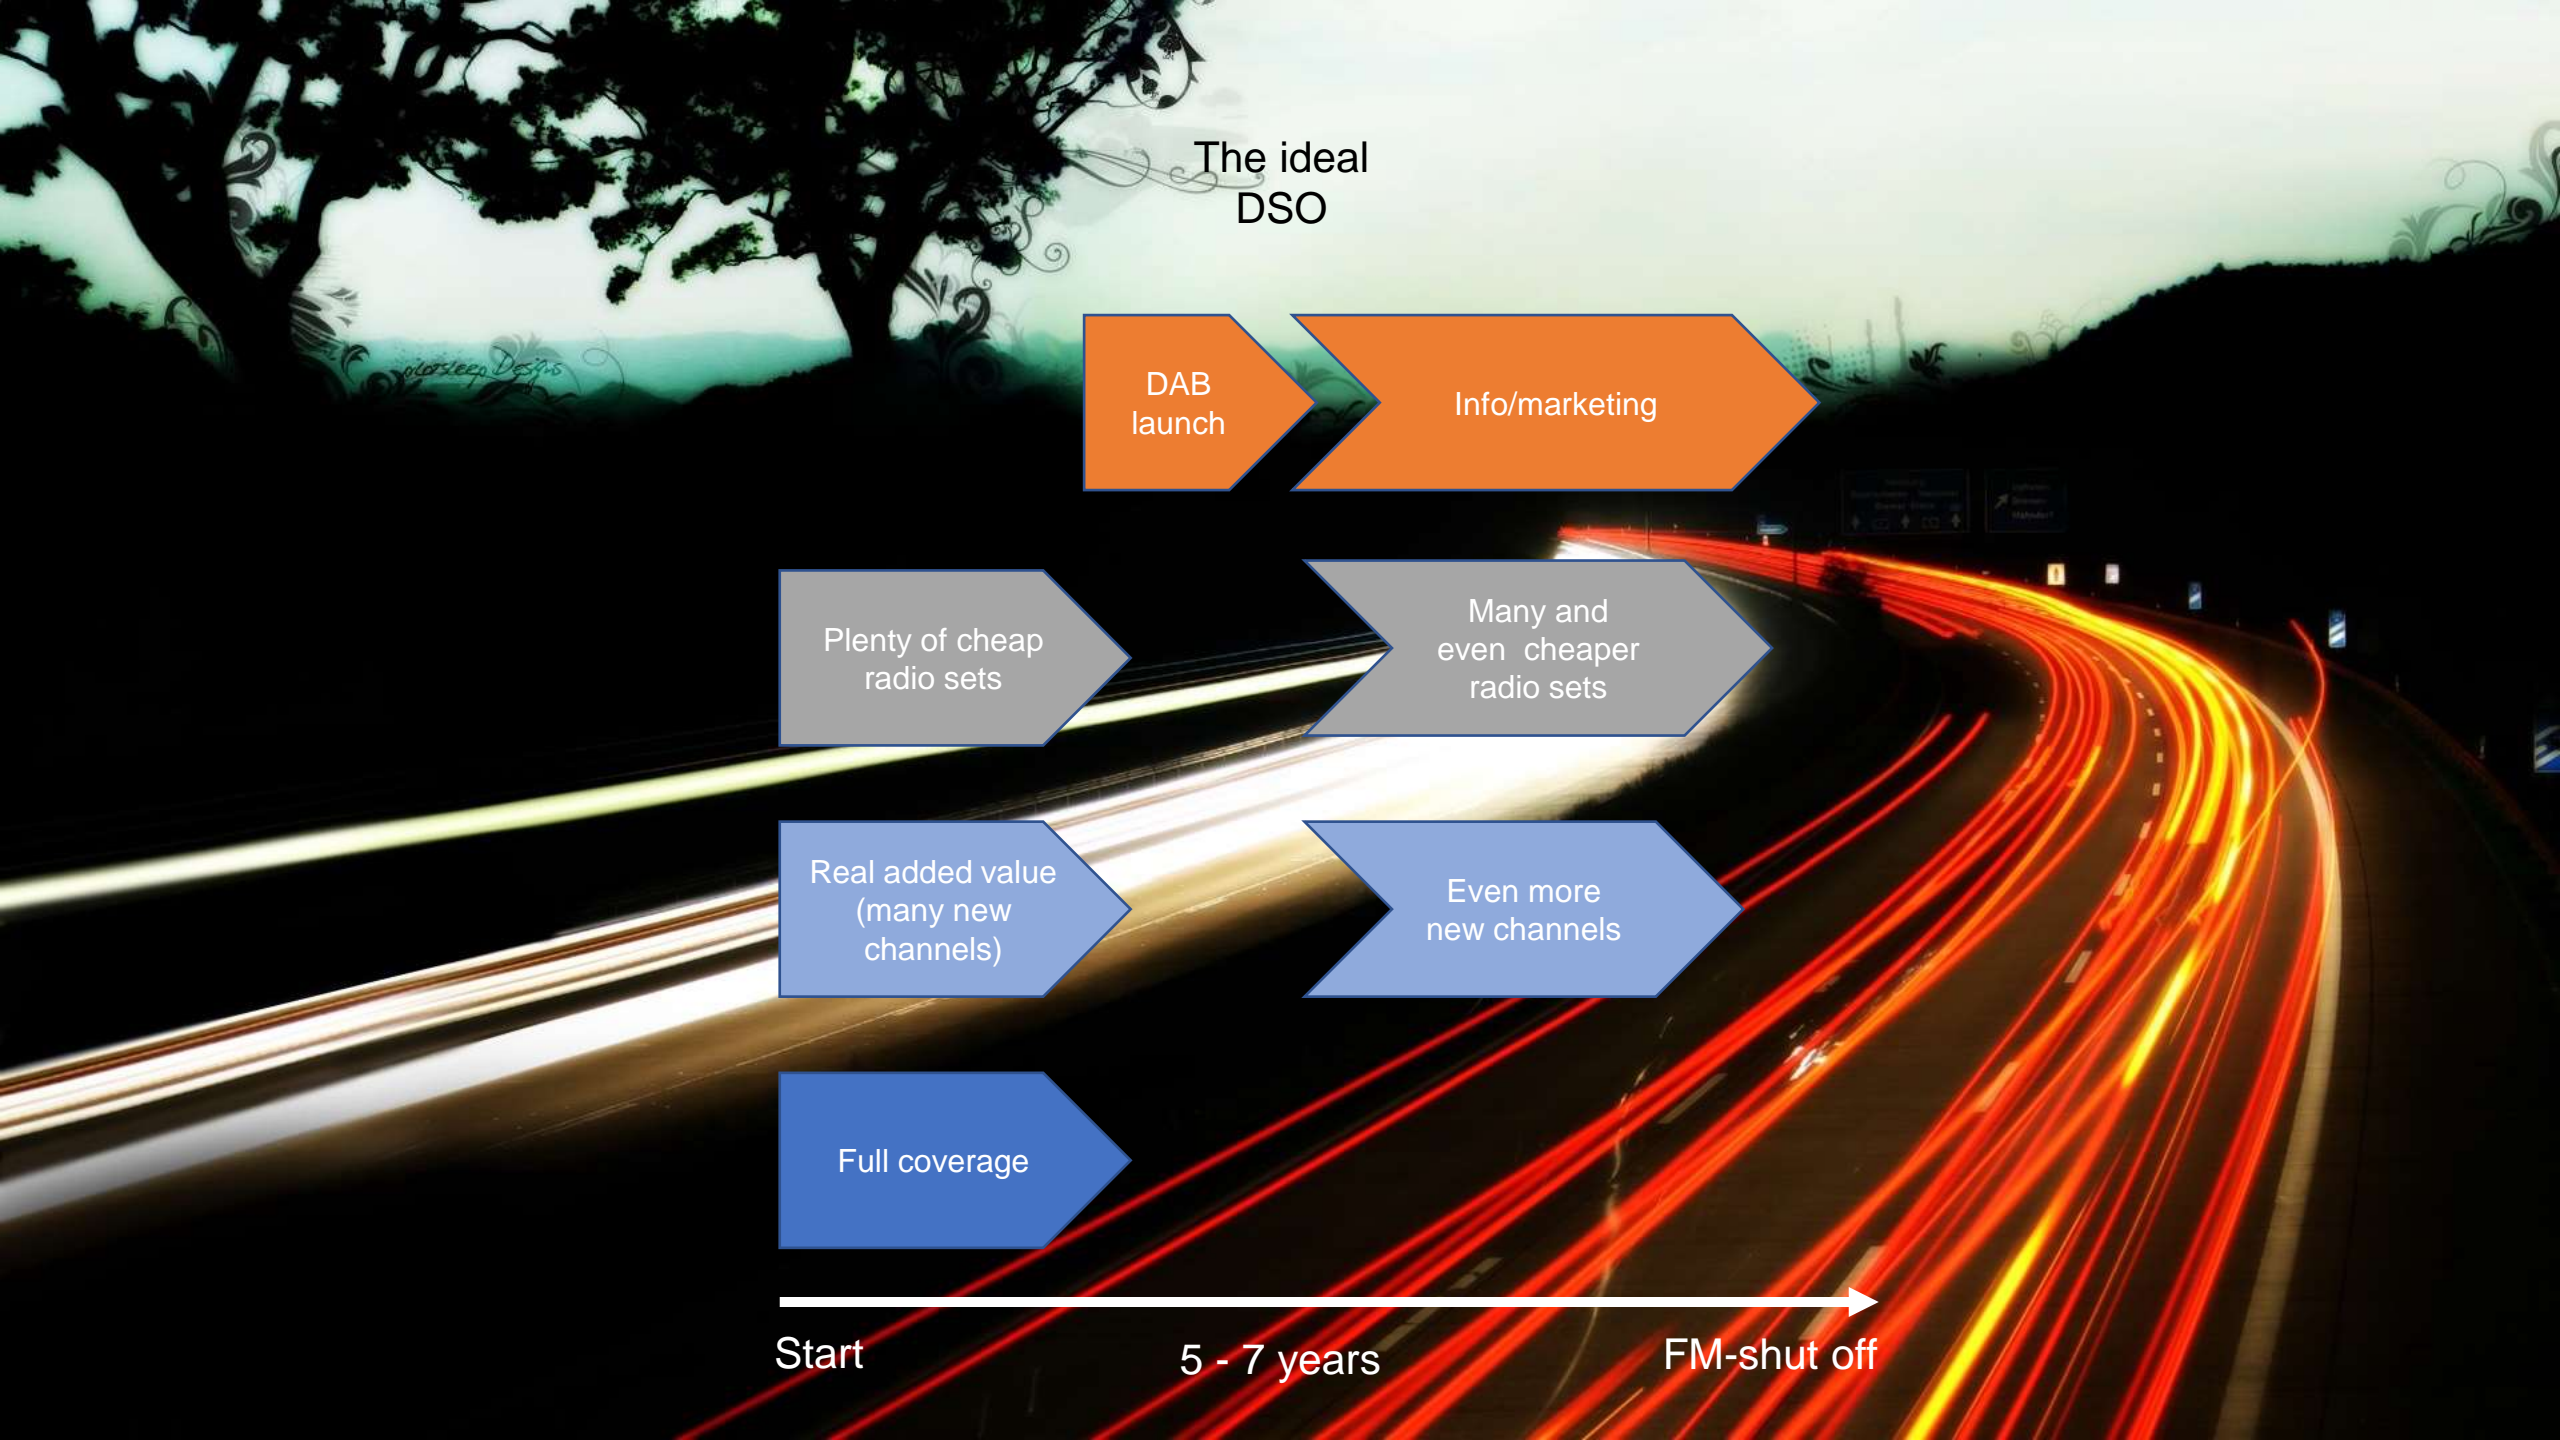 The ideal
DSO
DAB
launch
Info/marketing
Plenty of cheap
radio sets
Many and
even  cheaper
radio sets
Real added value
(many new
channels)
Even more
new channels
Full coverage
Start
5 - 7 years
FM-shut off